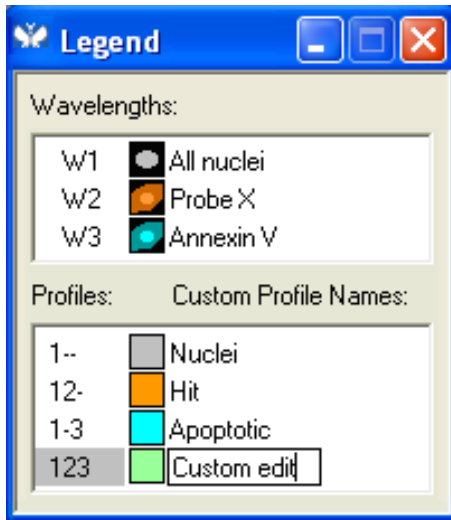 Legend
Wavelengths:
W1 All nuclei
W2 Probe X
W3 Annexin V
Profiles: Custom Profile Names:
1-- Nuclei
12- Hit
1-3 Apoptotic
123 Custom edit